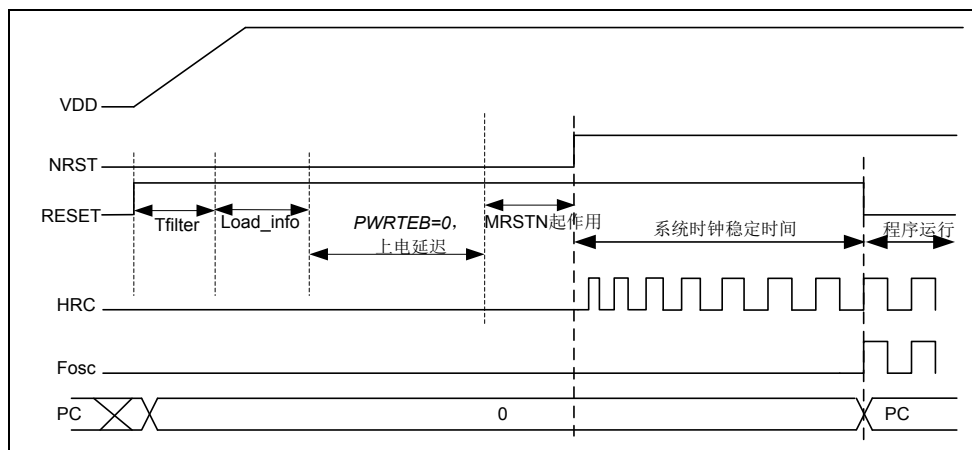 VDD
NRST
RESET
Tfilter
Load_info
PWRTEB=0，
上电延迟
MRSTN起作用
系统时钟稳定时间
程序运行
HRC
Fosc
PC
0
PC